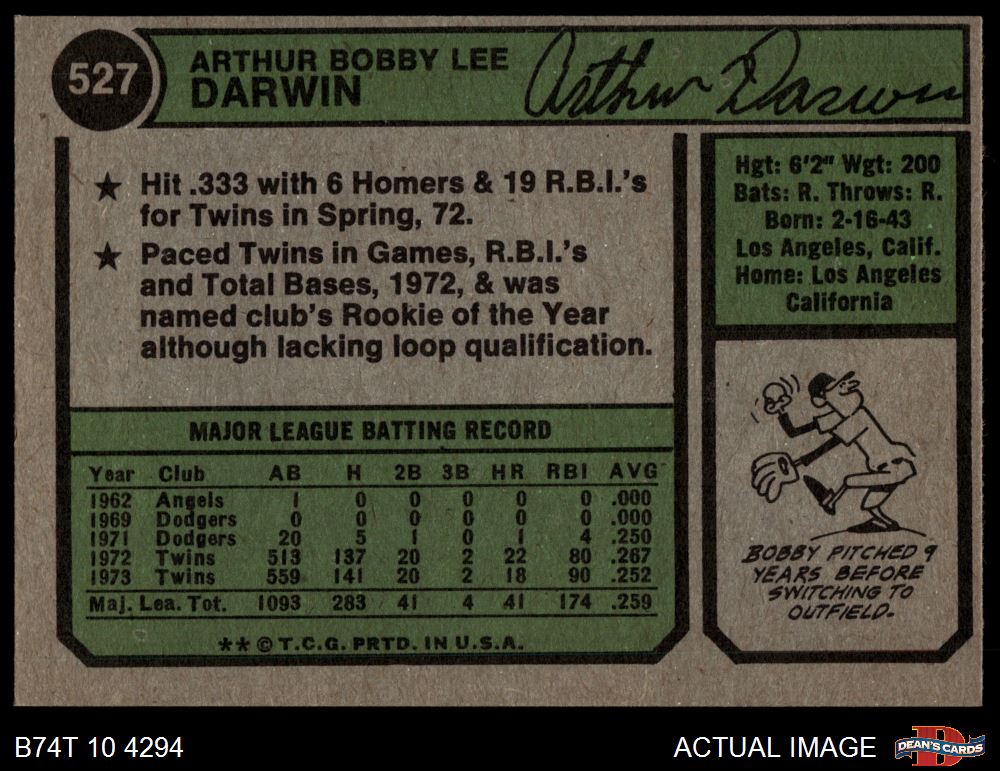 527
ARTHUR BOBBY LEE
DARWIN
Arthur Darwin
★ Hit .333 with 6 Homers & 19 R.B.I.'s
for Twins in Spring, 72.
★ Paced Twins in Games, R.B.I.'s
and Total Bases, 1972, & was
named club's Rookie of the Year
although lacking loop qualification.
Hgt: 6'2" Wgt: 200
Bats: R. Throws: R.
Born: 2-16-43
Los Angeles, Calif.
Home: Los Angeles
California
MAJOR LEAGUE BATTING RECORD
Year Club AB H 2B 3B HR RBI AVG
1962 Angels 1 0 0 0 0 0 .000
1969 Dodgers 0 0 0 0 0 0 .000
1971 Dodgers 20 5 1 0 1 4 .250
1972 Twins 513 137 20 2 22 80 .267
1973 Twins 559 141 20 2 18 90 .252
Maj. Lea. Tot. 1093 283 41 4 41 174 .259
** © T.C.G. PRTD. IN U.S.A.
BOBBY PITCHED 9
YEARS BEFORE
SWITCHING TO
OUTFIELD.
B74T 10 4294
ACTUAL IMAGE
D
DEAN'S CARDS